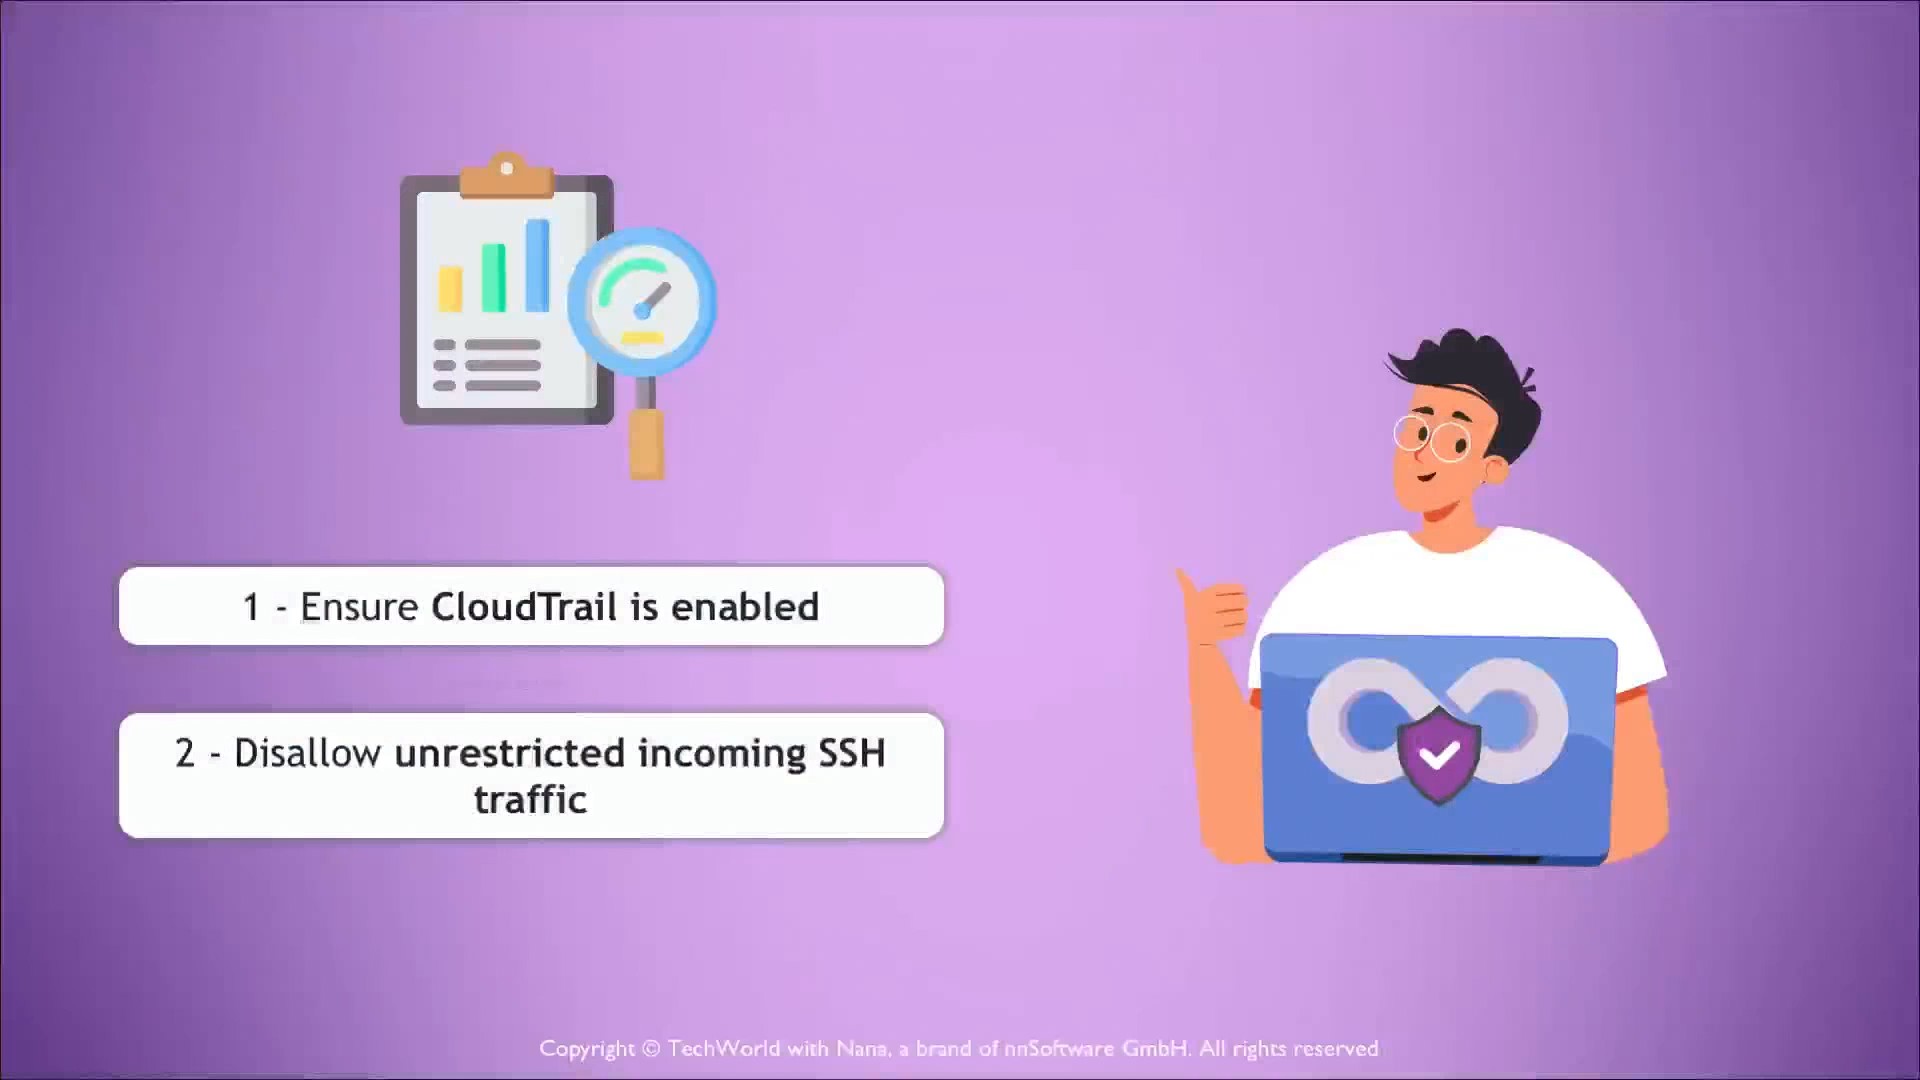 1 - Ensure CloudTrail is enabled
2 - Disallow unrestricted incoming SSH
traffic
Copyright © TechWorld with Nana, a brand of nnSoftware GmbH. All rights reserved